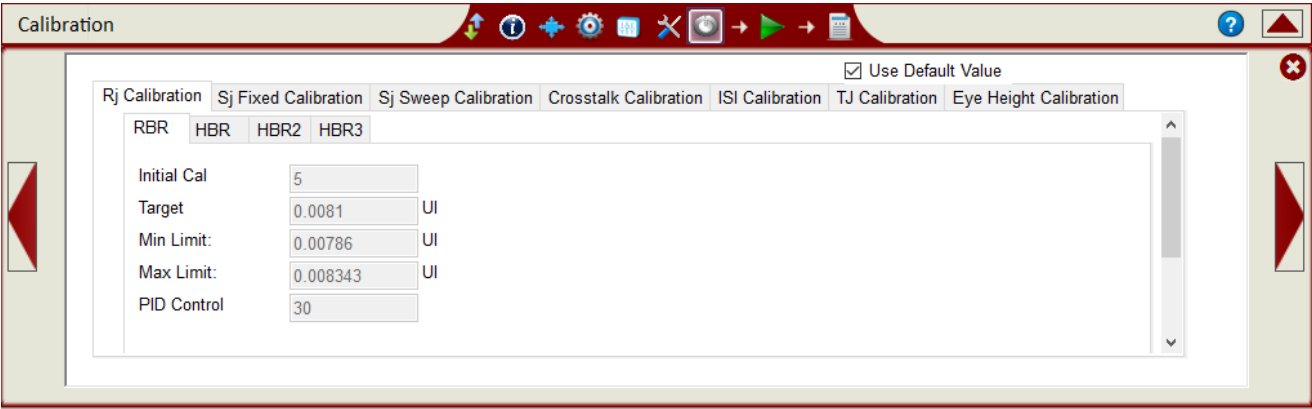 Calibration
Use Default Value
Rj Calibration Sj Fixed Calibration Sj Sweep Calibration Crosstalk Calibration ISI Calibration TJ Calibration Eye Height Calibration
RBR HBR HBR2 HBR3
Initial Cal 5
Target 0.0081 UI
Min Limit: 0.00786 UI
Max Limit: 0.008343 UI
PID Control 30